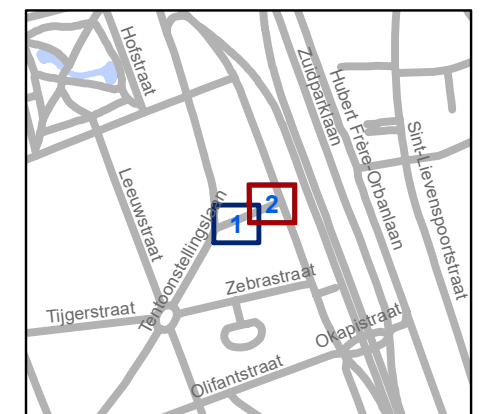 Hofstraat
Zuidparklaan
Hubert Frère-Orbanlaan
Sint-Lievenspoortstraat
Leeuwstraat
Tentoonstellingslaan
2
1
Zebrastraat
Tijgerstraat
Okapistraat
Olifantstraat